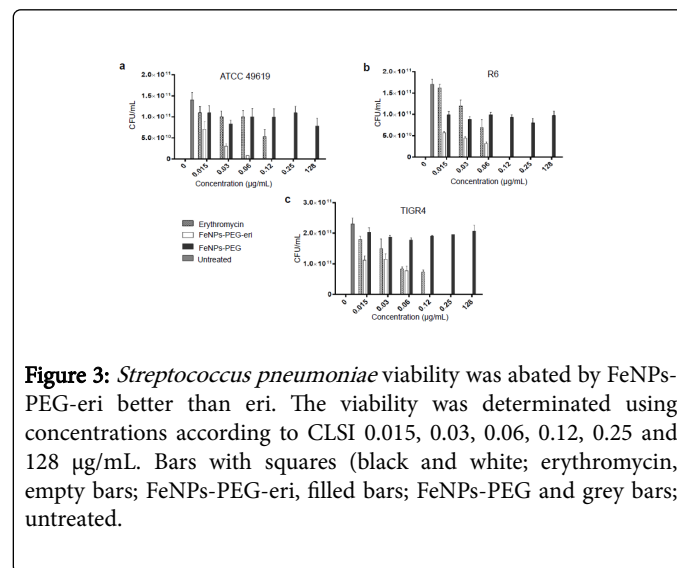 a
ATCC 49619
2.0×10¹¹
1.5×10¹¹
1.0×10¹¹
5.0×10¹⁰
0
CFU/mL
0 0.015 0.03 0.06 0.12 0.25 128
Concentration (µg/mL)
b
R6
2.0×10¹¹
1.5×10¹¹
1.0×10¹¹
5.0×10¹⁰
0
CFU/mL
0 0.015 0.03 0.06 0.12 0.25 128
Concentration (µg/mL)
Erythromycin
FeNPs-PEG-eri
FeNPs-PEG
Untreated
c
TIGR4
3.0×10¹¹
2.0×10¹¹
1.0×10¹¹
0
CFU/mL
0 0.015 0.03 0.06 0.12 0.25 128
Concentration (µg/mL)
Figure 3: Streptococcus pneumoniae viability was abated by FeNPs-
PEG-eri better than eri. The viability was determined using
concentrations according to CLSI 0.015, 0.03, 0.06, 0.12, 0.25 and
128 µg/mL. Bars with squares (black and white; erythromycin,
empty bars; FeNPs-PEG-eri, filled bars; FeNPs-PEG and grey bars;
untreated.